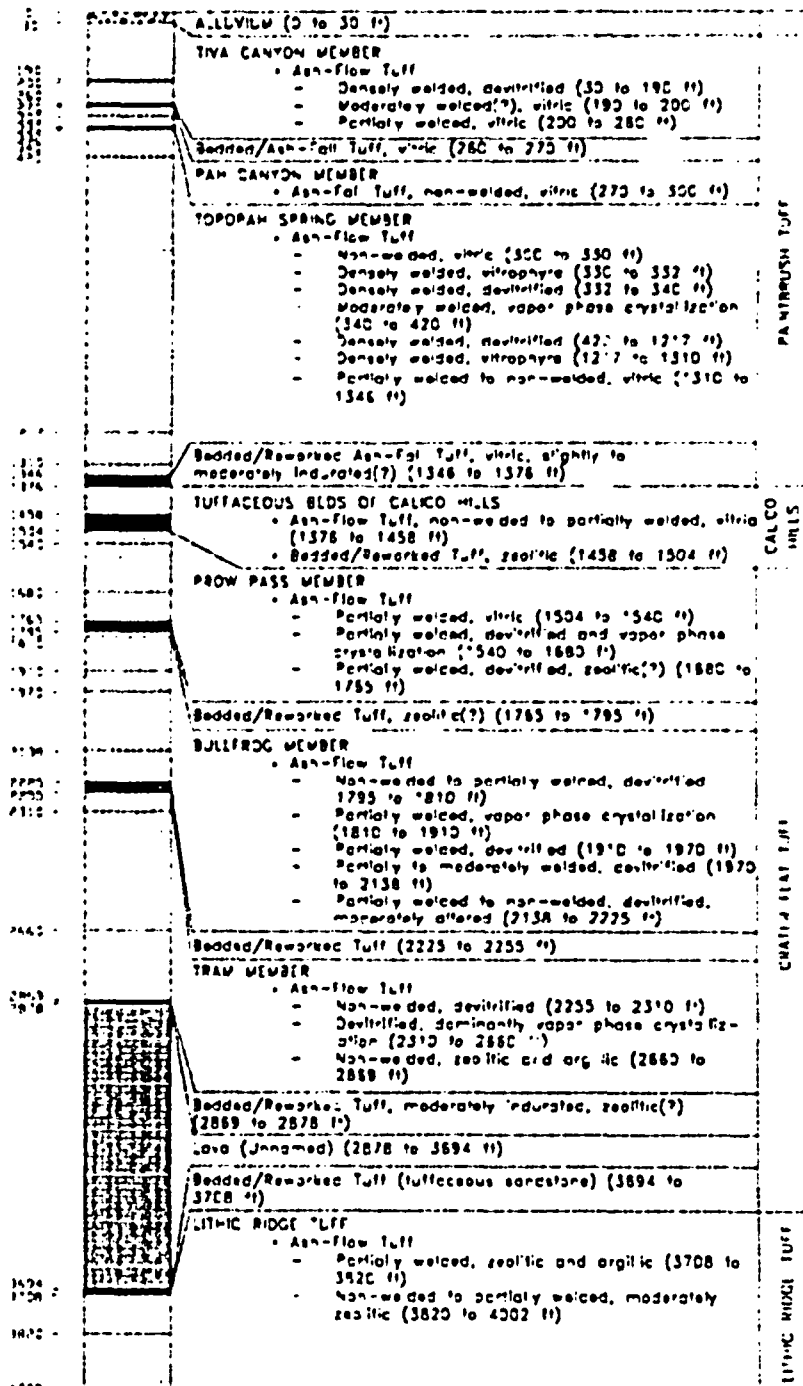 ALLUVIUM (0 to 30 ft)
TIVA CANYON MEMBER
• Ash-Flow Tuff
- Densely welded, devitrified (30 to 190 ft)
- Moderately welded(?), vitric (190 to 200 ft)
- Partially welded, vitric (200 to 260 ft)
Bedded/Ash-Fall Tuff, vitric (260 to 270 ft)
PAH CANYON MEMBER
• Ash-Fall Tuff, non-welded, vitric (270 to 300 ft)
TOPOPAH SPRING MEMBER
• Ash-Flow Tuff
- Non-welded, vitric (300 to 330 ft)
- Densely welded, vitrophyre (330 to 332 ft)
- Densely welded, devitrified (332 to 340 ft)
- Moderately welded, vapor phase crystallization
(340 to 420 ft)
- Densely welded, devitrified (420 to 1217 ft)
- Densely welded, vitrophyre (1217 to 1310 ft)
- Partially welded to non-welded, vitric (1310 to
1346 ft)
PAINTBRUSH TUFF
Bedded/Reworked Ash-Fall Tuff, vitric, slightly to
moderately indurated(?) (1346 to 1376 ft)
TUFFACEOUS BEDS OF CALICO HILLS
• Ash-Flow Tuff, non-welded to partially welded, vitric
(1376 to 1458 ft)
• Bedded/Reworked Tuff, zeolitic (1458 to 1504 ft)
CALICO
HILLS
PROW PASS MEMBER
• Ash-Flow Tuff
- Partially welded, vitric (1504 to 1540 ft)
- Partially welded, devitrified and vapor phase
crystallization (1540 to 1680 ft)
- Partially welded, devitrified, zeolitic(?) (1680 to
1765 ft)
Bedded/Reworked Tuff, zeolitic(?) (1765 to 1795 ft)
BULLFROG MEMBER
• Ash-Flow Tuff
- Non-welded to partially welded, devitrified
1795 to 1810 ft)
- Partially welded, vapor phase crystallization
(1810 to 1910 ft)
- Partially welded, devitrified (1910 to 1970 ft)
- Partially to moderately welded, devitrified (1970
to 2138 ft)
- Partially welded to non-welded, devitrified,
moderately altered (2138 to 2225 ft)
Bedded/Reworked Tuff (2225 to 2255 ft)
TRAM MEMBER
• Ash-Flow Tuff
- Non-welded, devitrified (2255 to 2310 ft)
- Devitrified, dominantly vapor phase crystalliz-
ation (2310 to 2660 ft)
- Non-welded, zeolitic and argillic (2660 to
2869 ft)
Bedded/Reworked Tuff, moderately indurated, zeolitic(?)
(2869 to 2878 ft)
Lava (Unnamed) (2878 to 3694 ft)
Bedded/Reworked Tuff (tuffaceous sandstone) (3694 to
3708 ft)
CRATER FLAT TUFF
LITHIC RIDGE TUFF
• Ash-Flow Tuff
- Partially welded, zeolitic and argillic (3708 to
3820 ft)
- Non-welded to partially welded, moderately
zeolitic (3820 to 4002 ft)
LITHIC RIDGE TUFF
1346
1376
1458
1504
1540
1680
1910
1970
2138
2310
2660
3694
3708
3820